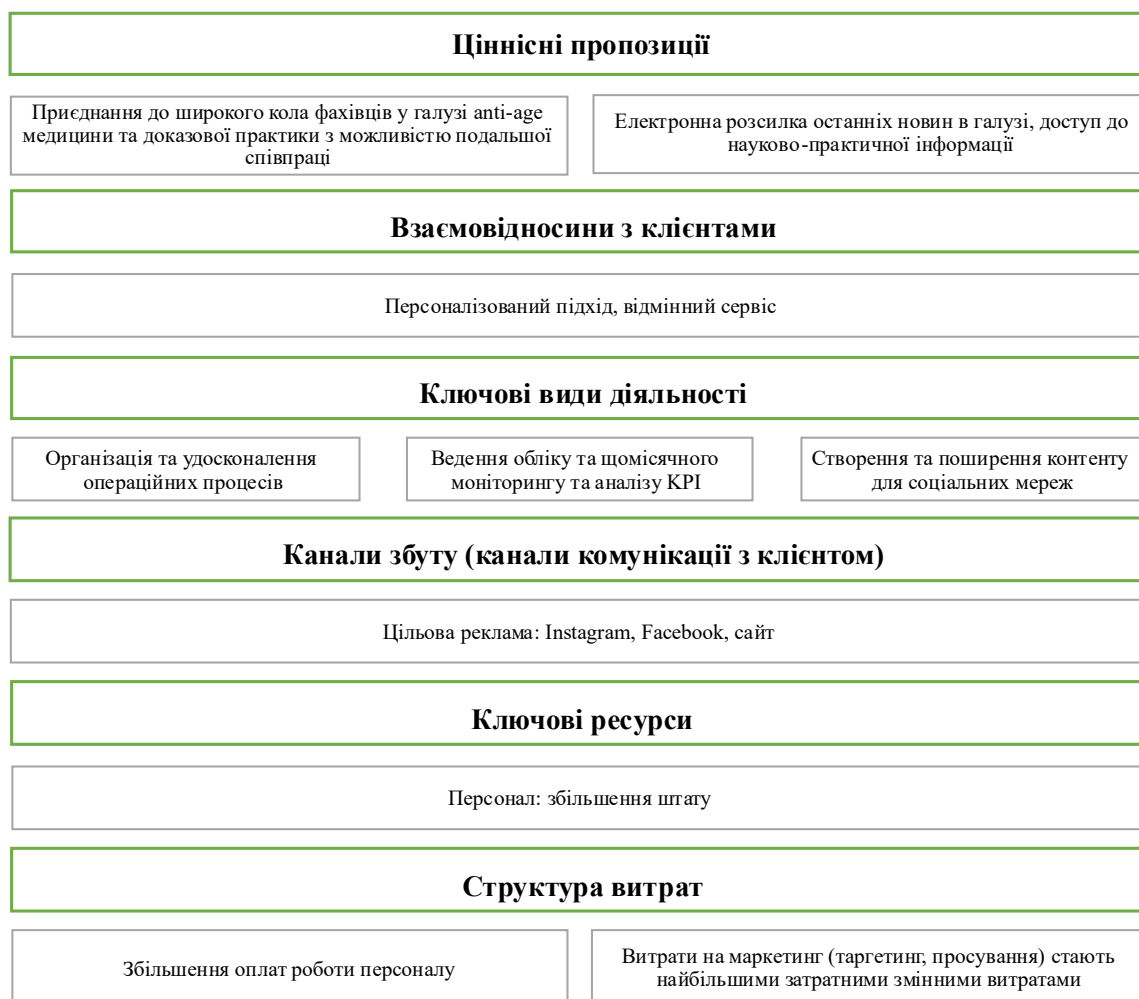 Ціннісні пропозиції
Приєднання до широкого кола фахівців у галузі anti-age
медицини та доказової практики з можливістю подальшої
співпраці
Електронна розсилка останніх новин в галузі, доступ до
науково-практичної інформації
Взаємовідносини з клієнтами
Персоналізований підхід, відмінний сервіс
Ключові види діяльності
Організація та удосконалення
операційних процесів
Ведення обліку та щомісячного
моніторингу та аналізу KPI
Створення та поширення контенту
для соціальних мереж
Канали збуту (канали комунікації з клієнтом)
Цільова реклама: Instagram, Facebook, сайт
Ключові ресурси
Персонал: збільшення штату
Структура витрат
Збільшення оплат роботи персоналу
Витрати на маркетинг (таргетинг, просування) стають
найбільшими затратними змінними витратами